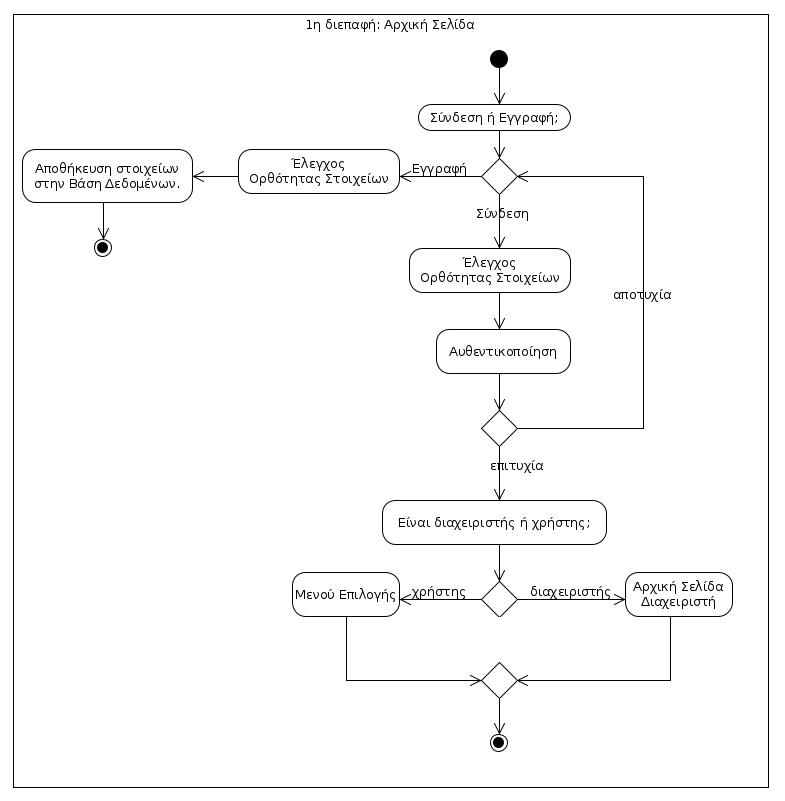 1η διεπαφή: Αρχική Σελίδα
Σύνδεση ή Εγγραφή;
Εγγραφή
Έλεγχος
Ορθότητας Στοιχείων
Αποθήκευση στοιχείων
στην Βάση Δεδομένων.
Σύνδεση
Έλεγχος
Ορθότητας Στοιχείων
αποτυχία
Αυθεντικοποίηση
επιτυχία
Είναι διαχειριστής ή χρήστης;
χρήστης
διαχειριστής
Μενού Επιλογής
Αρχική Σελίδα
Διαχειριστή